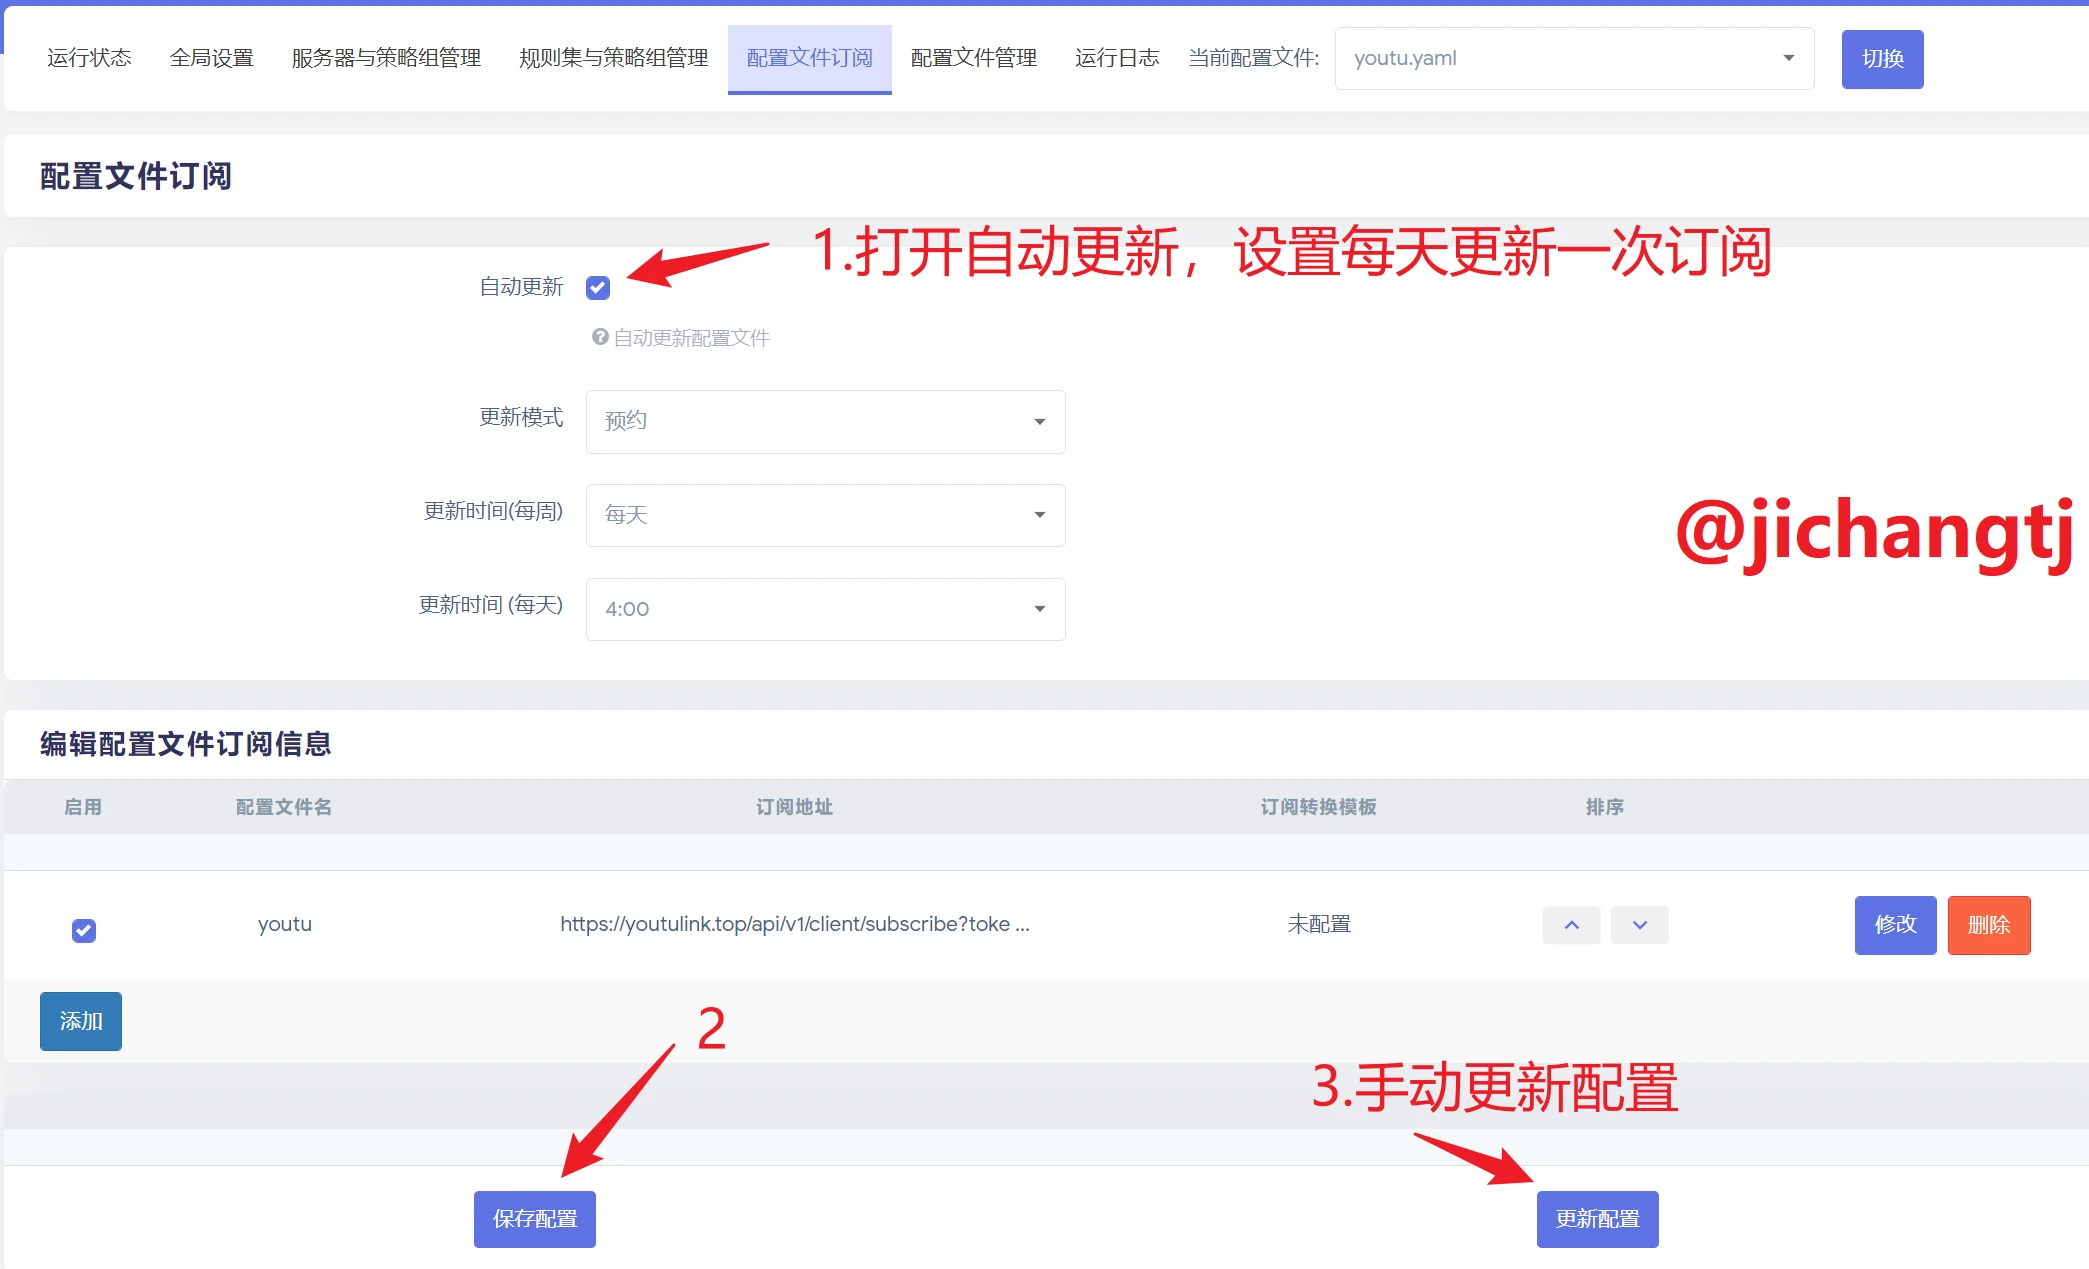 运行状态 全局设置 服务器与策略组管理 规则集与策略组管理 配置文件订阅 配置文件管理 运行日志 当前配置文件: youtu.yaml 切换
配置文件订阅
1.打开自动更新，设置每天更新一次订阅
自动更新
自动更新配置文件
更新模式 预约
更新时间(每周) 每天
@jichangtj
更新时间 (每天) 4:00
编辑配置文件订阅信息
启用 配置文件名 订阅地址 订阅转换模板 排序
youtu https://youtulink.top/api/v1/client/subscribe?toke ... 未配置 修改 删除
添加
2
3.手动更新配置
保存配置 更新配置